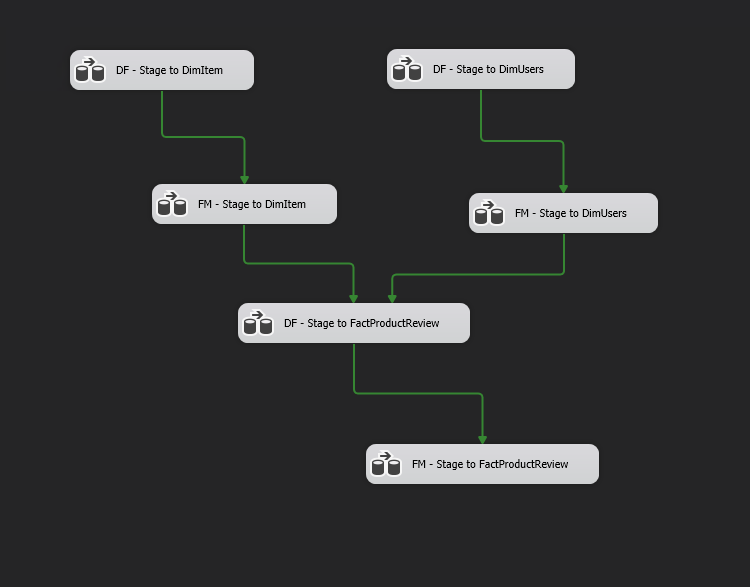 DF - Stage to DimItem
DF - Stage to DimUsers
FM - Stage to DimItem
FM - Stage to DimUsers
DF - Stage to FactProductReview
FM - Stage to FactProductReview